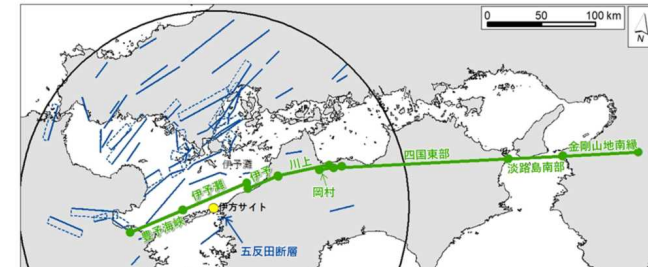 0 50 100 km
N
金剛山地南縁
四国東部
淡路島南部
伊予灘
川上
伊予
岡村
伊予灘
伊方サイト
豊予海峡
五反田断層